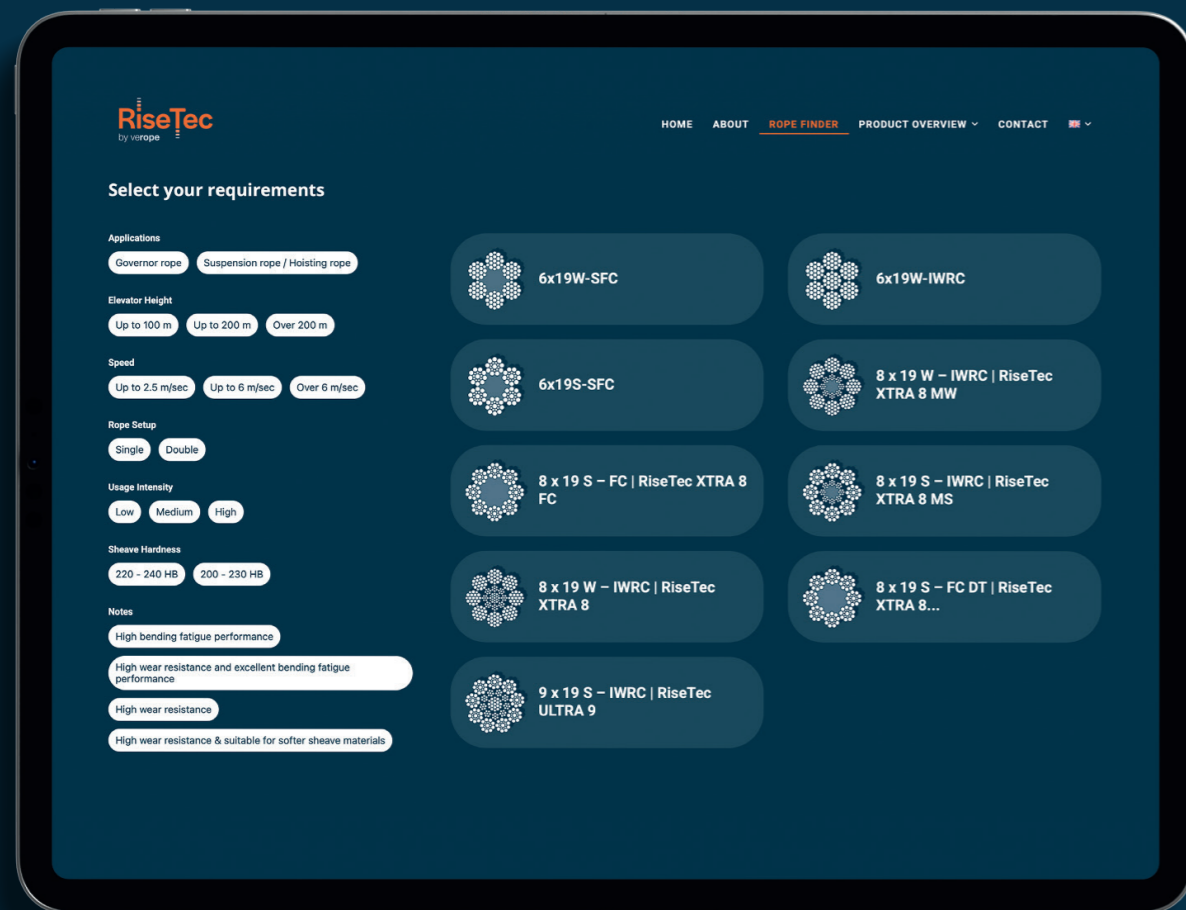 RiseTec
by verope
HOME ABOUT ROPE FINDER PRODUCT OVERVIEW CONTACT
Select your requirements
Applications
Governor rope Suspension rope / Hoisting rope
Elevator Height
Up to 100 m Up to 200 m Over 200 m
Speed
Up to 2.5 m/sec Up to 6 m/sec Over 6 m/sec
Rope Setup
Single Double
Usage Intensity
Low Medium High
Sheave Hardness
220 - 240 HB 200 - 230 HB
Notes
High bending fatigue performance
High wear resistance and excellent bending fatigue
performance
High wear resistance
High wear resistance & suitable for softer sheave materials
6x19W-SFC
6x19W-IWRC
6x19S-SFC
8 x 19 W – IWRC | RiseTec
XTRA 8 MW
8 x 19 S – FC | RiseTec XTRA 8
FC
8 x 19 S – IWRC | RiseTec
XTRA 8 MS
8 x 19 W – IWRC | RiseTec
XTRA 8
8 x 19 S – FC DT | RiseTec
XTRA 8...
9 x 19 S – IWRC | RiseTec
ULTRA 9